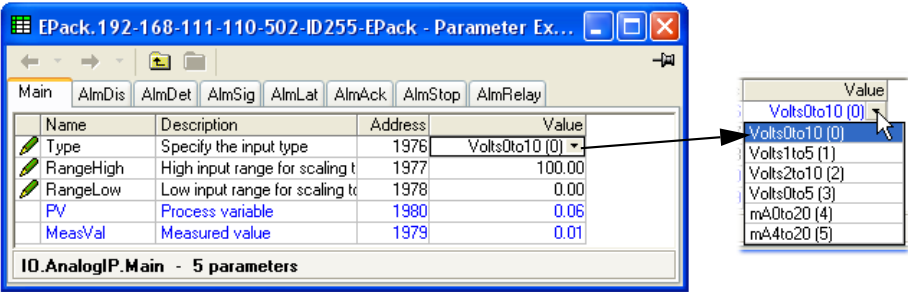 EPack.192-168-111-110-502-ID255-EPack - Parameter Ex...
Main AlmDis AlmDet AlmSig AlmLat AlmAck AlmStop AlmRelay
Name Description Address Value
Type Specify the input type 1976 Volts0to10 (0)
RangeHigh High input range for scaling t 1977 100.00
RangeLow Low input range for scaling to 1978 0.00
PV Process variable 1980 0.06
MeasVal Measured value 1979 0.01
IO.AnalogIP.Main - 5 parameters
Value
Volts0to10 (0)
Volts0to10 (0)
Volts1to5 (1)
Volts2to10 (2)
Volts0to5 (3)
mA0to20 (4)
mA4to20 (5)